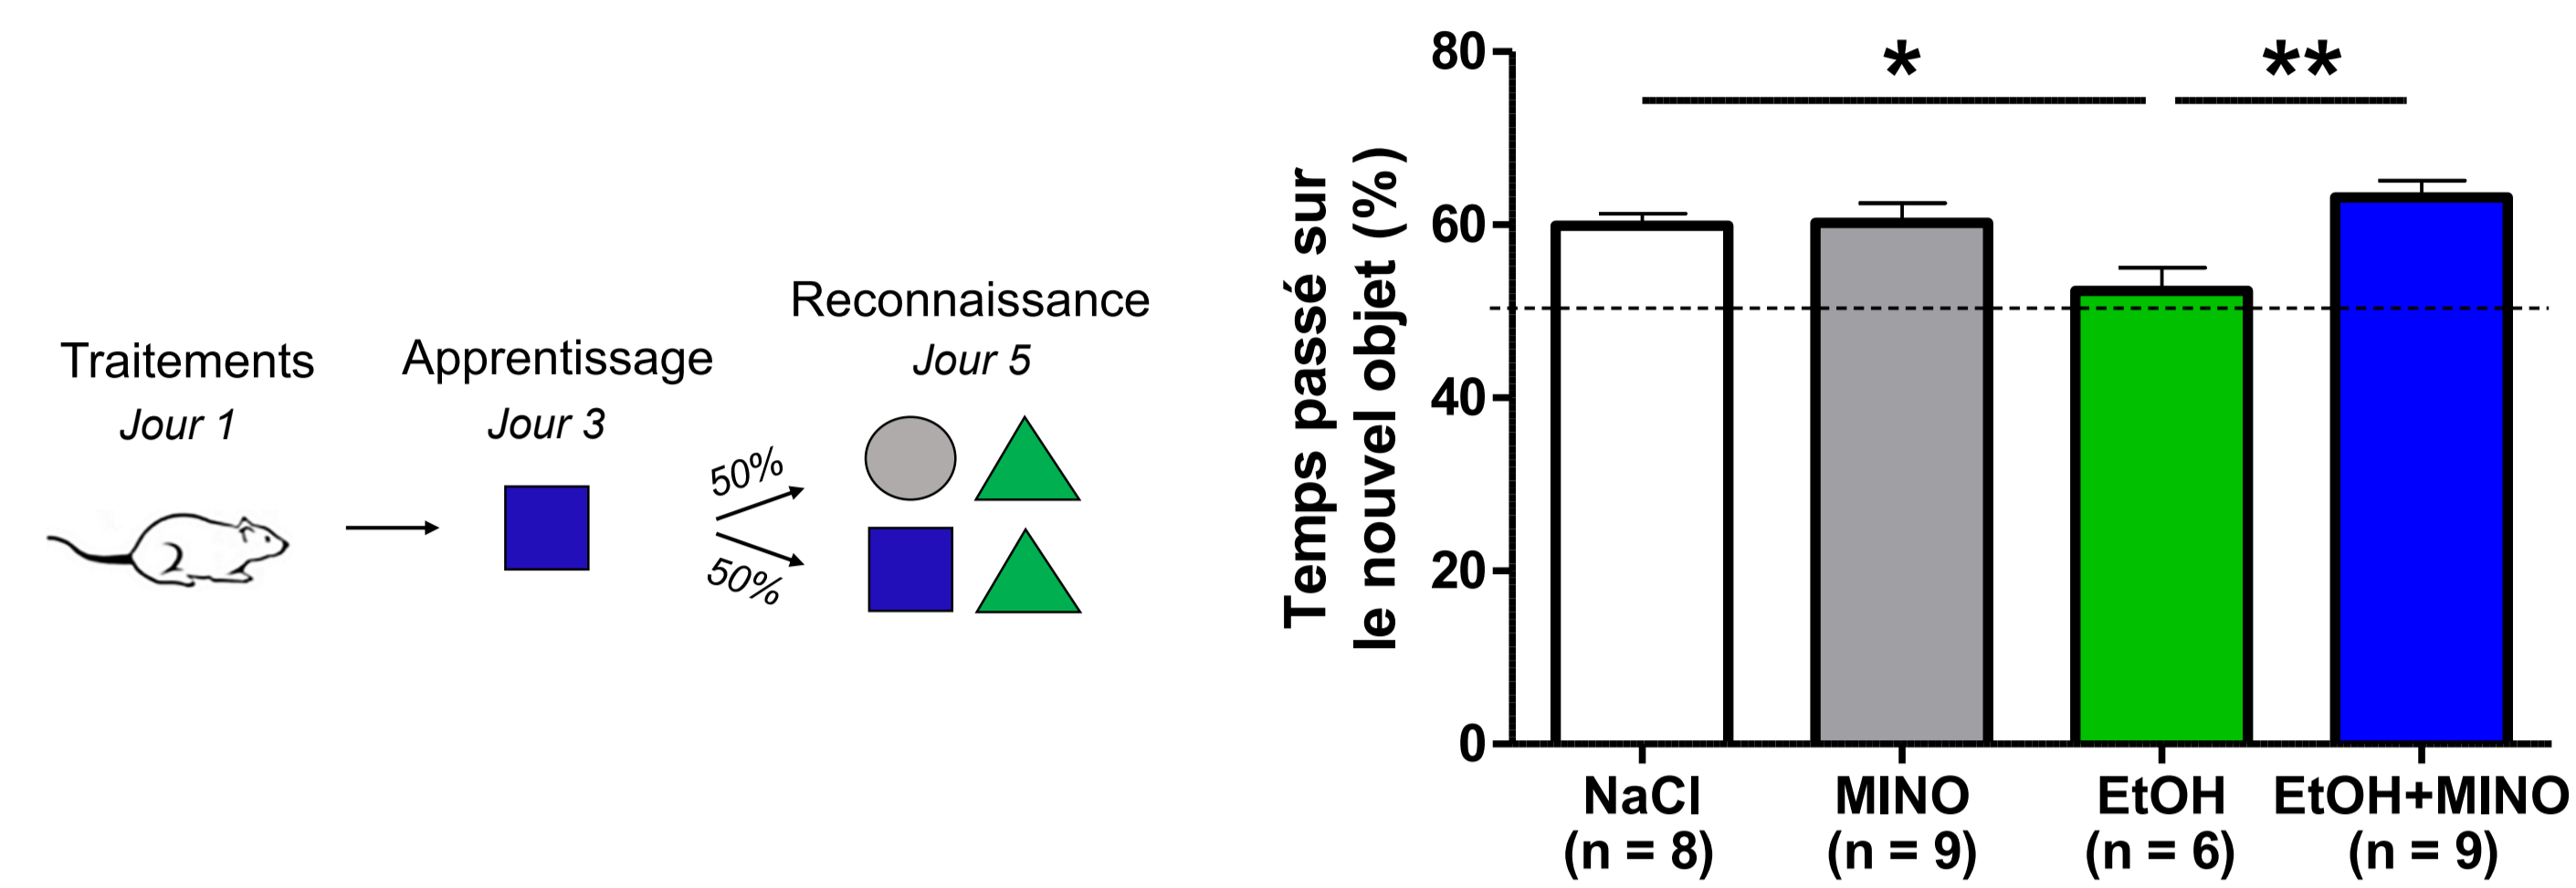 Traitements
Jour 1
Apprentissage
Jour 3
Reconnaissance
Jour 5
50%
50%
Temps passé sur
le nouvel objet (%)
80
60
40
20
0
*
**
NaCl
(n = 8)
MINO
(n = 9)
EtOH
(n = 6)
EtOH+MINO
(n = 9)